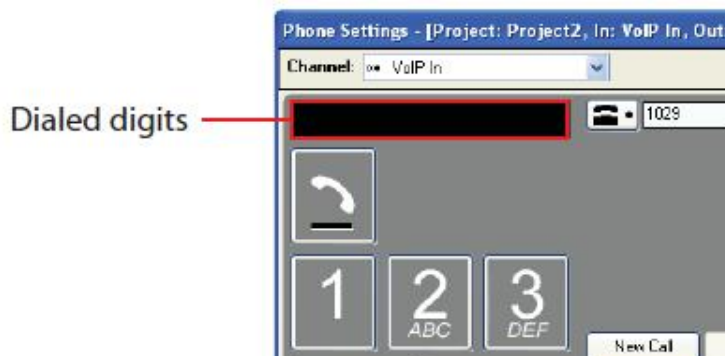 Phone Settings - [Project: Project2, In: VoIP In, Out
Channel: VoIP In
Dialed digits
1029
1 2 3
ABC DEF
New Call